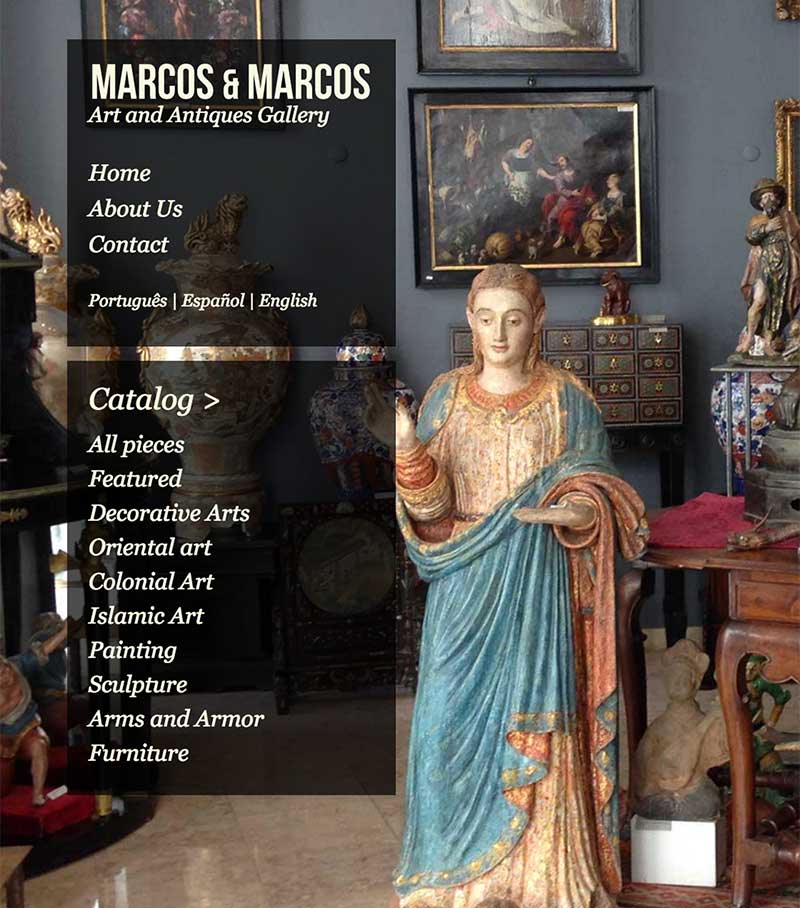 MARCOS & MARCOS
Art and Antiques Gallery
Home
About Us
Contact
Português | Español | English
Catalog >
All pieces
Featured
Decorative Arts
Oriental art
Colonial Art
Islamic Art
Painting
Sculpture
Arms and Armor
Furniture